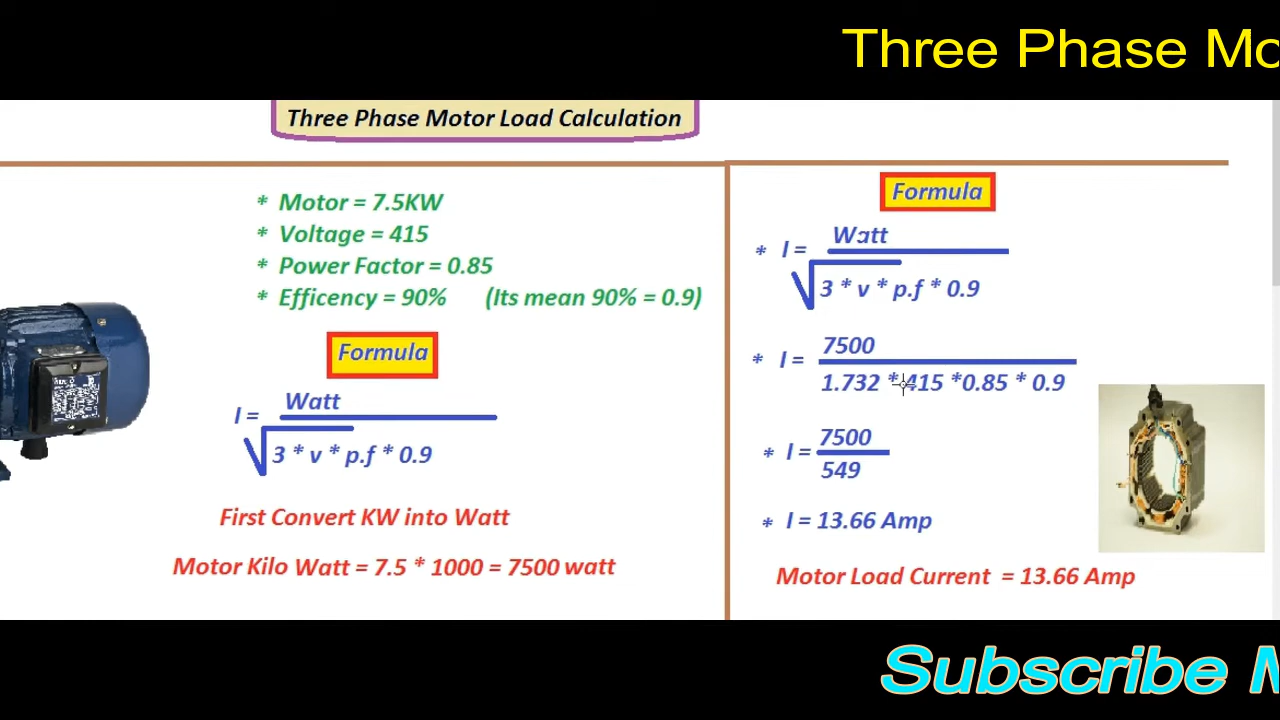 Three Phase Mo
Three Phase Motor Load Calculation
* Motor = 7.5KW
* Voltage = 415
* Power Factor = 0.85
* Efficency = 90% (Its mean 90% = 0.9)
Formula
I = Watt
√3 * v * p.f * 0.9
First Convert KW into Watt
Motor Kilo Watt = 7.5 * 1000 = 7500 watt
Formula
* I = Watt
√3 * v * p.f * 0.9
* I = 7500
1.732 * 415 *0.85 * 0.9
* I = 7500
549
* I = 13.66 Amp
Motor Load Current = 13.66 Amp
Subscribe M